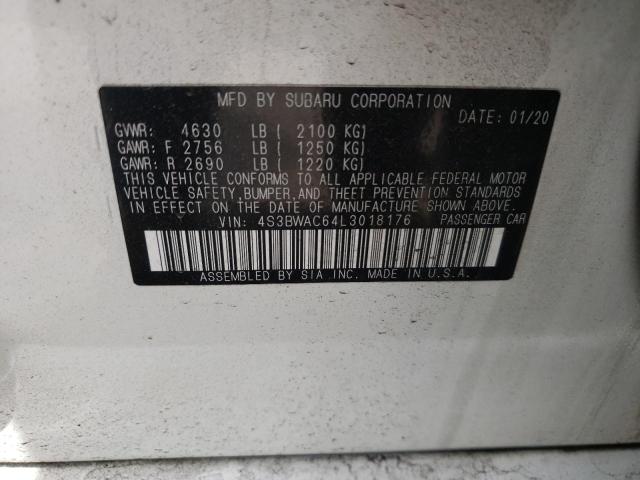 MFD BY SUBARU CORPORATION
DATE: 01/20
GVWR: 4630 LB ( 2100 KG)
GAWR: F 2756 LB ( 1250 KG)
GAWR: R 2690 LB ( 1220 KG)
THIS VEHICLE CONFORMS TO ALL APPLICABLE FEDERAL MOTOR
VEHICLE SAFETY, BUMPER, AND THEFT PREVENTION STANDARDS
IN EFFECT ON THE DATE OF MANUFACTURE SHOWN ABOVE.
VIN: 4S3BWAC64L3018176 PASSENGER CAR
ASSEMBLED BY SIA INC. MADE IN U.S.A.